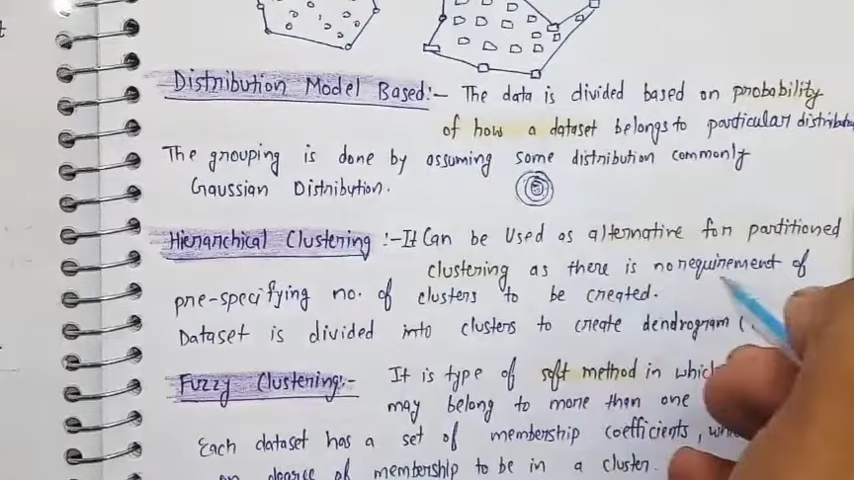 Distribution Model Based:- The data is divided based on probability
of how a dataset belongs to particular
The grouping is done by assuming some distribution commonly
Gaussian Distribution.
Hierarchical Clustering :- It Can be Used as alternative for partitioned
clustering as there is no requirement of
pre-specifying no. of clusters to be created.
Dataset is divided into clusters to create dendrogram (
Fuzzy Clustering:- It is type of soft method in which
may belong to more than one
Each dataset has a set of membership coefficients,
on degree of membership to be in a cluster.